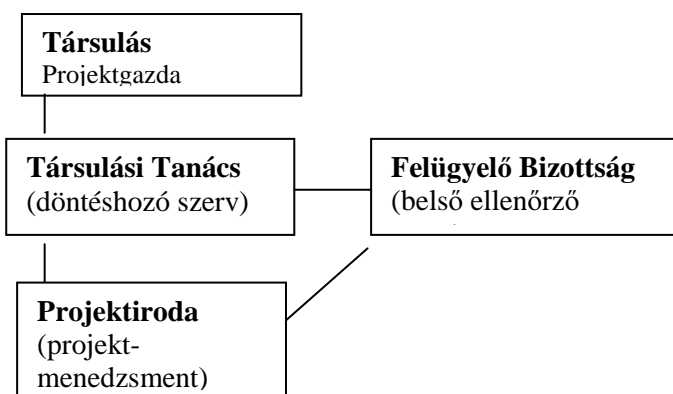 Társulás
Projektgazda
Társulási Tanács
(döntéshozó szerv)
Felügyelő Bizottság
(belső ellenőrző
Projektiroda
(projekt-
menedzsment)